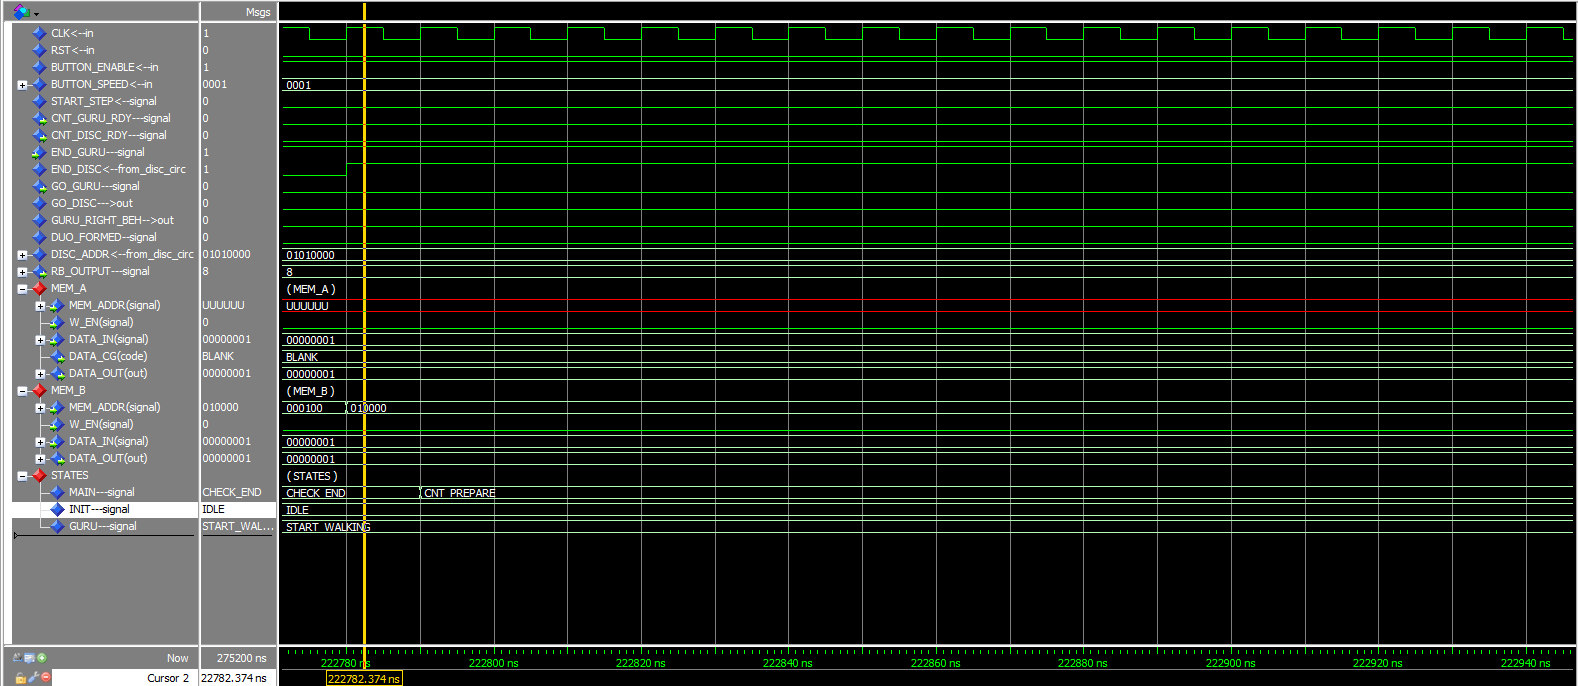 Msgs
CLK<--in 1
RST<--in 0
BUTTON_ENABLE<--in 1
BUTTON_SPEED<--in 0001 0001
START_STEP<--signal 0
CNT_GURU_RDY---signal 0
CNT_DISC_RDY---signal 0
END_GURU---signal 1
END_DISC<--from_disc_circ 1
GO_GURU---signal 0
GO_DISC--->out 0
GURU_RIGHT_BEH-->out 0
DUO_FORMED--signal 0
DISC_ADDR<--from_disc_circ 01010000 01010000
RB_OUTPUT---signal 8 8
MEM_A (MEM_A)
MEM_ADDR(signal) UUUUUU UUUUUU
W_EN(signal) 0
DATA_IN(signal) 00000001 00000001
DATA_CG(code) BLANK BLANK
DATA_OUT(out) 00000001 00000001
MEM_B (MEM_B)
MEM_ADDR(signal) 010000 000100 010000
W_EN(signal) 0
DATA_IN(signal) 00000001 00000001
DATA_OUT(out) 00000001 00000001
STATES (STATES)
MAIN---signal CHECK_END CHECK_END CNT_PREPARE
INIT---signal IDLE IDLE
GURU---signal START_WAL... START_WALKING
Now 275200 ns 222780 ns 222800 ns 222820 ns 222840 ns 222860 ns 222880 ns 222900 ns 222920 ns 222940 ns
Cursor 2 22782.374 ns 222782.374 ns